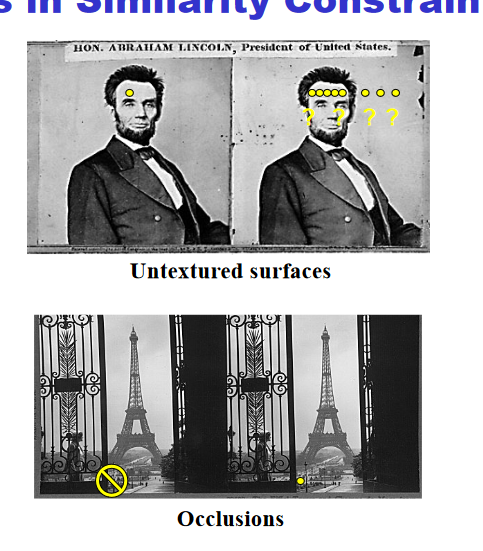 s in Similarity Constrain
HON. ABRAHAM LINCOLN, President of United States.
? ? ? ?
Untextured surfaces
Occlusions